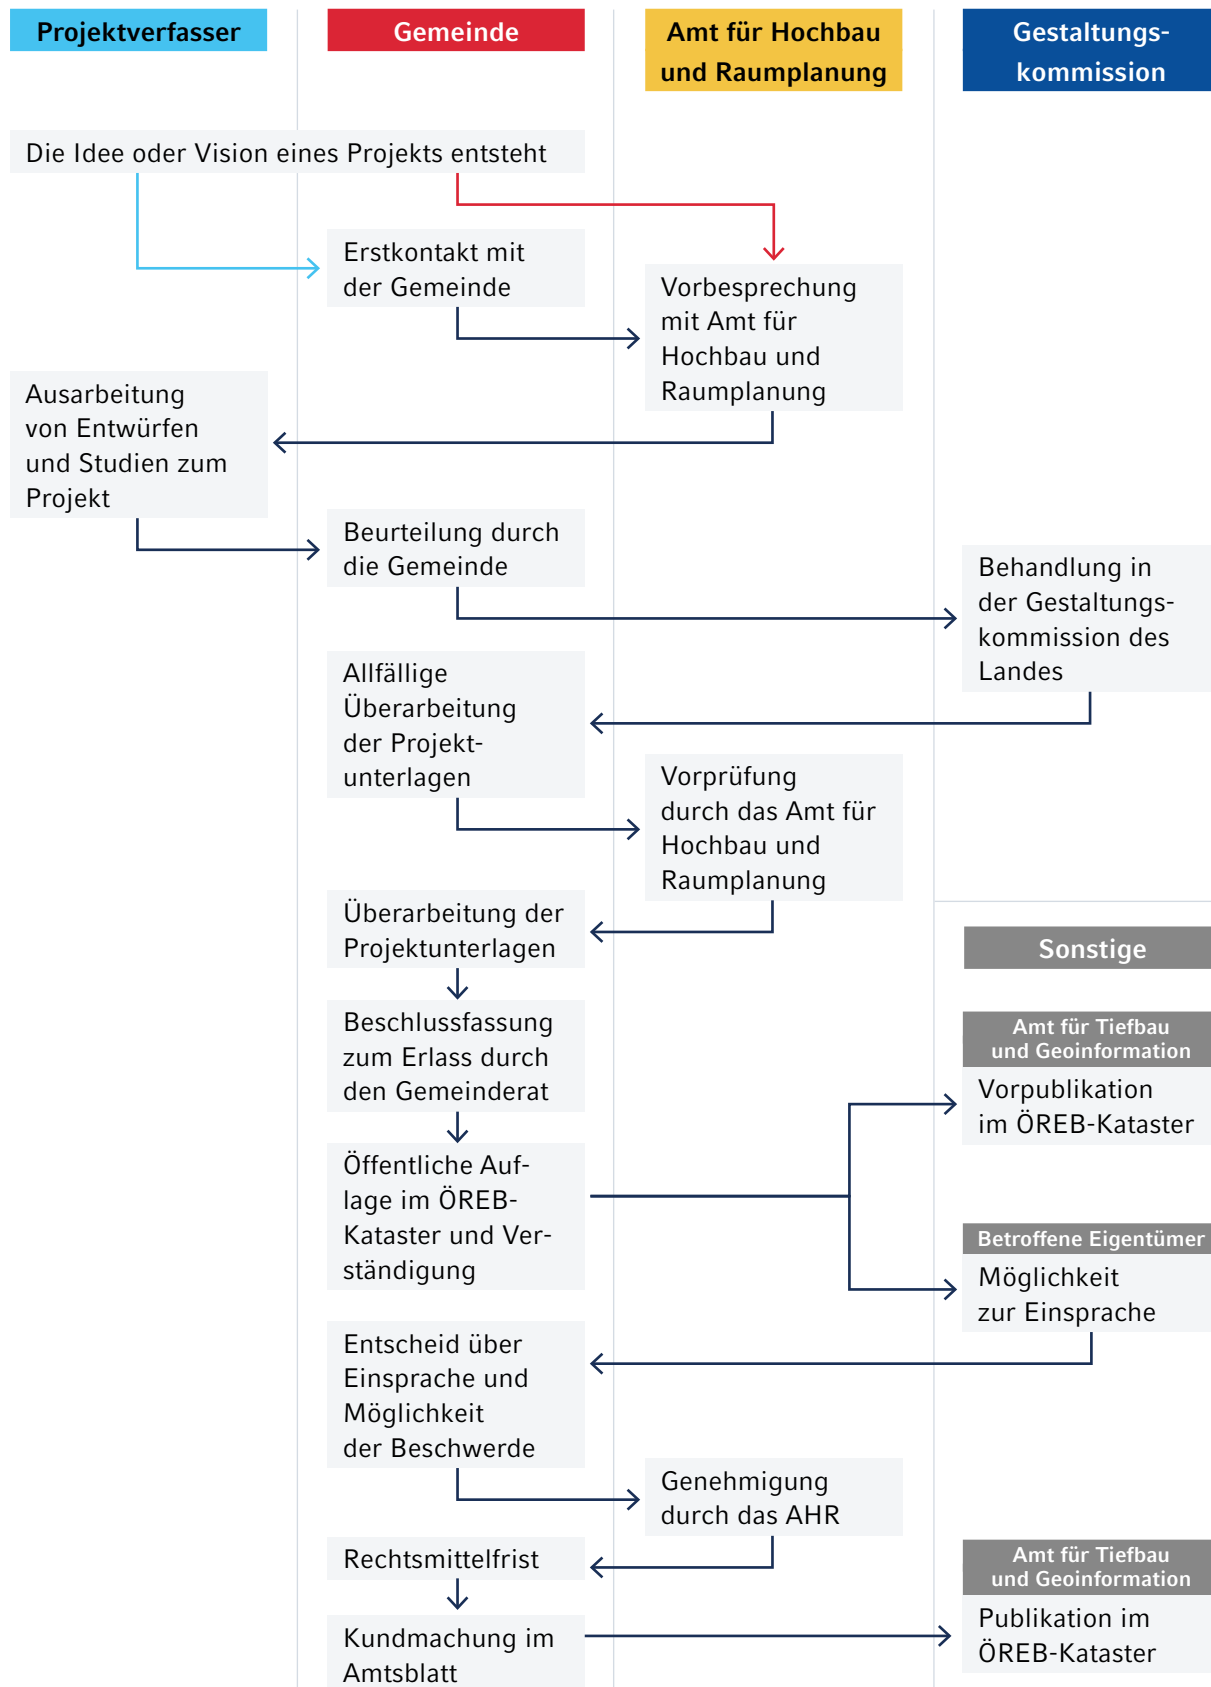 Projektverfasser
Gemeinde
Amt für Hochbau
und Raumplanung
Gestaltungs-
kommission
Die Idee oder Vision eines Projekts entsteht
Erstkontakt mit
der Gemeinde
Vorbesprechung
mit Amt für
Hochbau und
Raumplanung
Ausarbeitung
von Entwürfen
und Studien zum
Projekt
Beurteilung durch
die Gemeinde
Behandlung in
der Gestaltungs-
kommission des
Landes
Allfällige
Überarbeitung
der Projekt-
unterlagen
Vorprüfung
durch das Amt für
Hochbau und
Raumplanung
Überarbeitung der
Projektunterlagen
Sonstige
Beschlussfassung
zum Erlass durch
den Gemeinderat
Amt für Tiefbau
und Geoinformation
Vorpublikation
im ÖREB-Kataster
Öffentliche Auf-
lage im ÖREB-
Kataster und Ver-
ständigung
Betroffene Eigentümer
Möglichkeit
zur Einsprache
Entscheid über
Einsprache und
Möglichkeit
der Beschwerde
Genehmigung
durch das AHR
Rechtsmittelfrist
Kundmachung im
Amtsblatt
Amt für Tiefbau
und Geoinformation
Publikation im
ÖREB-Kataster